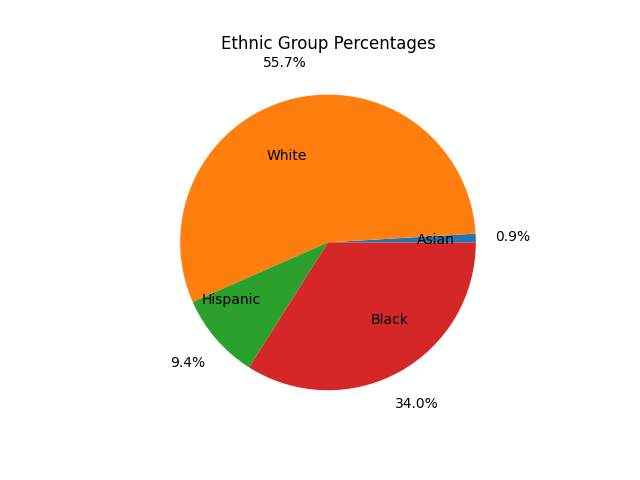 Ethnic Group Percentages
55.7%
White
Asian
0.9%
Hispanic
Black
9.4%
34.0%